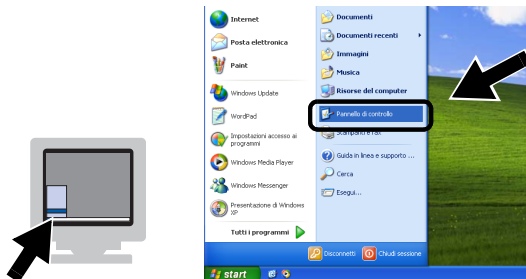 Internet
Posta elettronica
Paint
Windows Update
WordPad
Impostazioni accesso ai
programmi
Windows Media Player
Windows Messenger
Presentazione di Windows
XP
Tutti i programmi
Documenti
Documenti recenti
Immagini
Musica
Risorse del computer
Pannello di controllo
Stampanti e fax
Guida in linea e supporto ...
Cerca
Esegui...
Disconnetti
Chiudi sessione
start